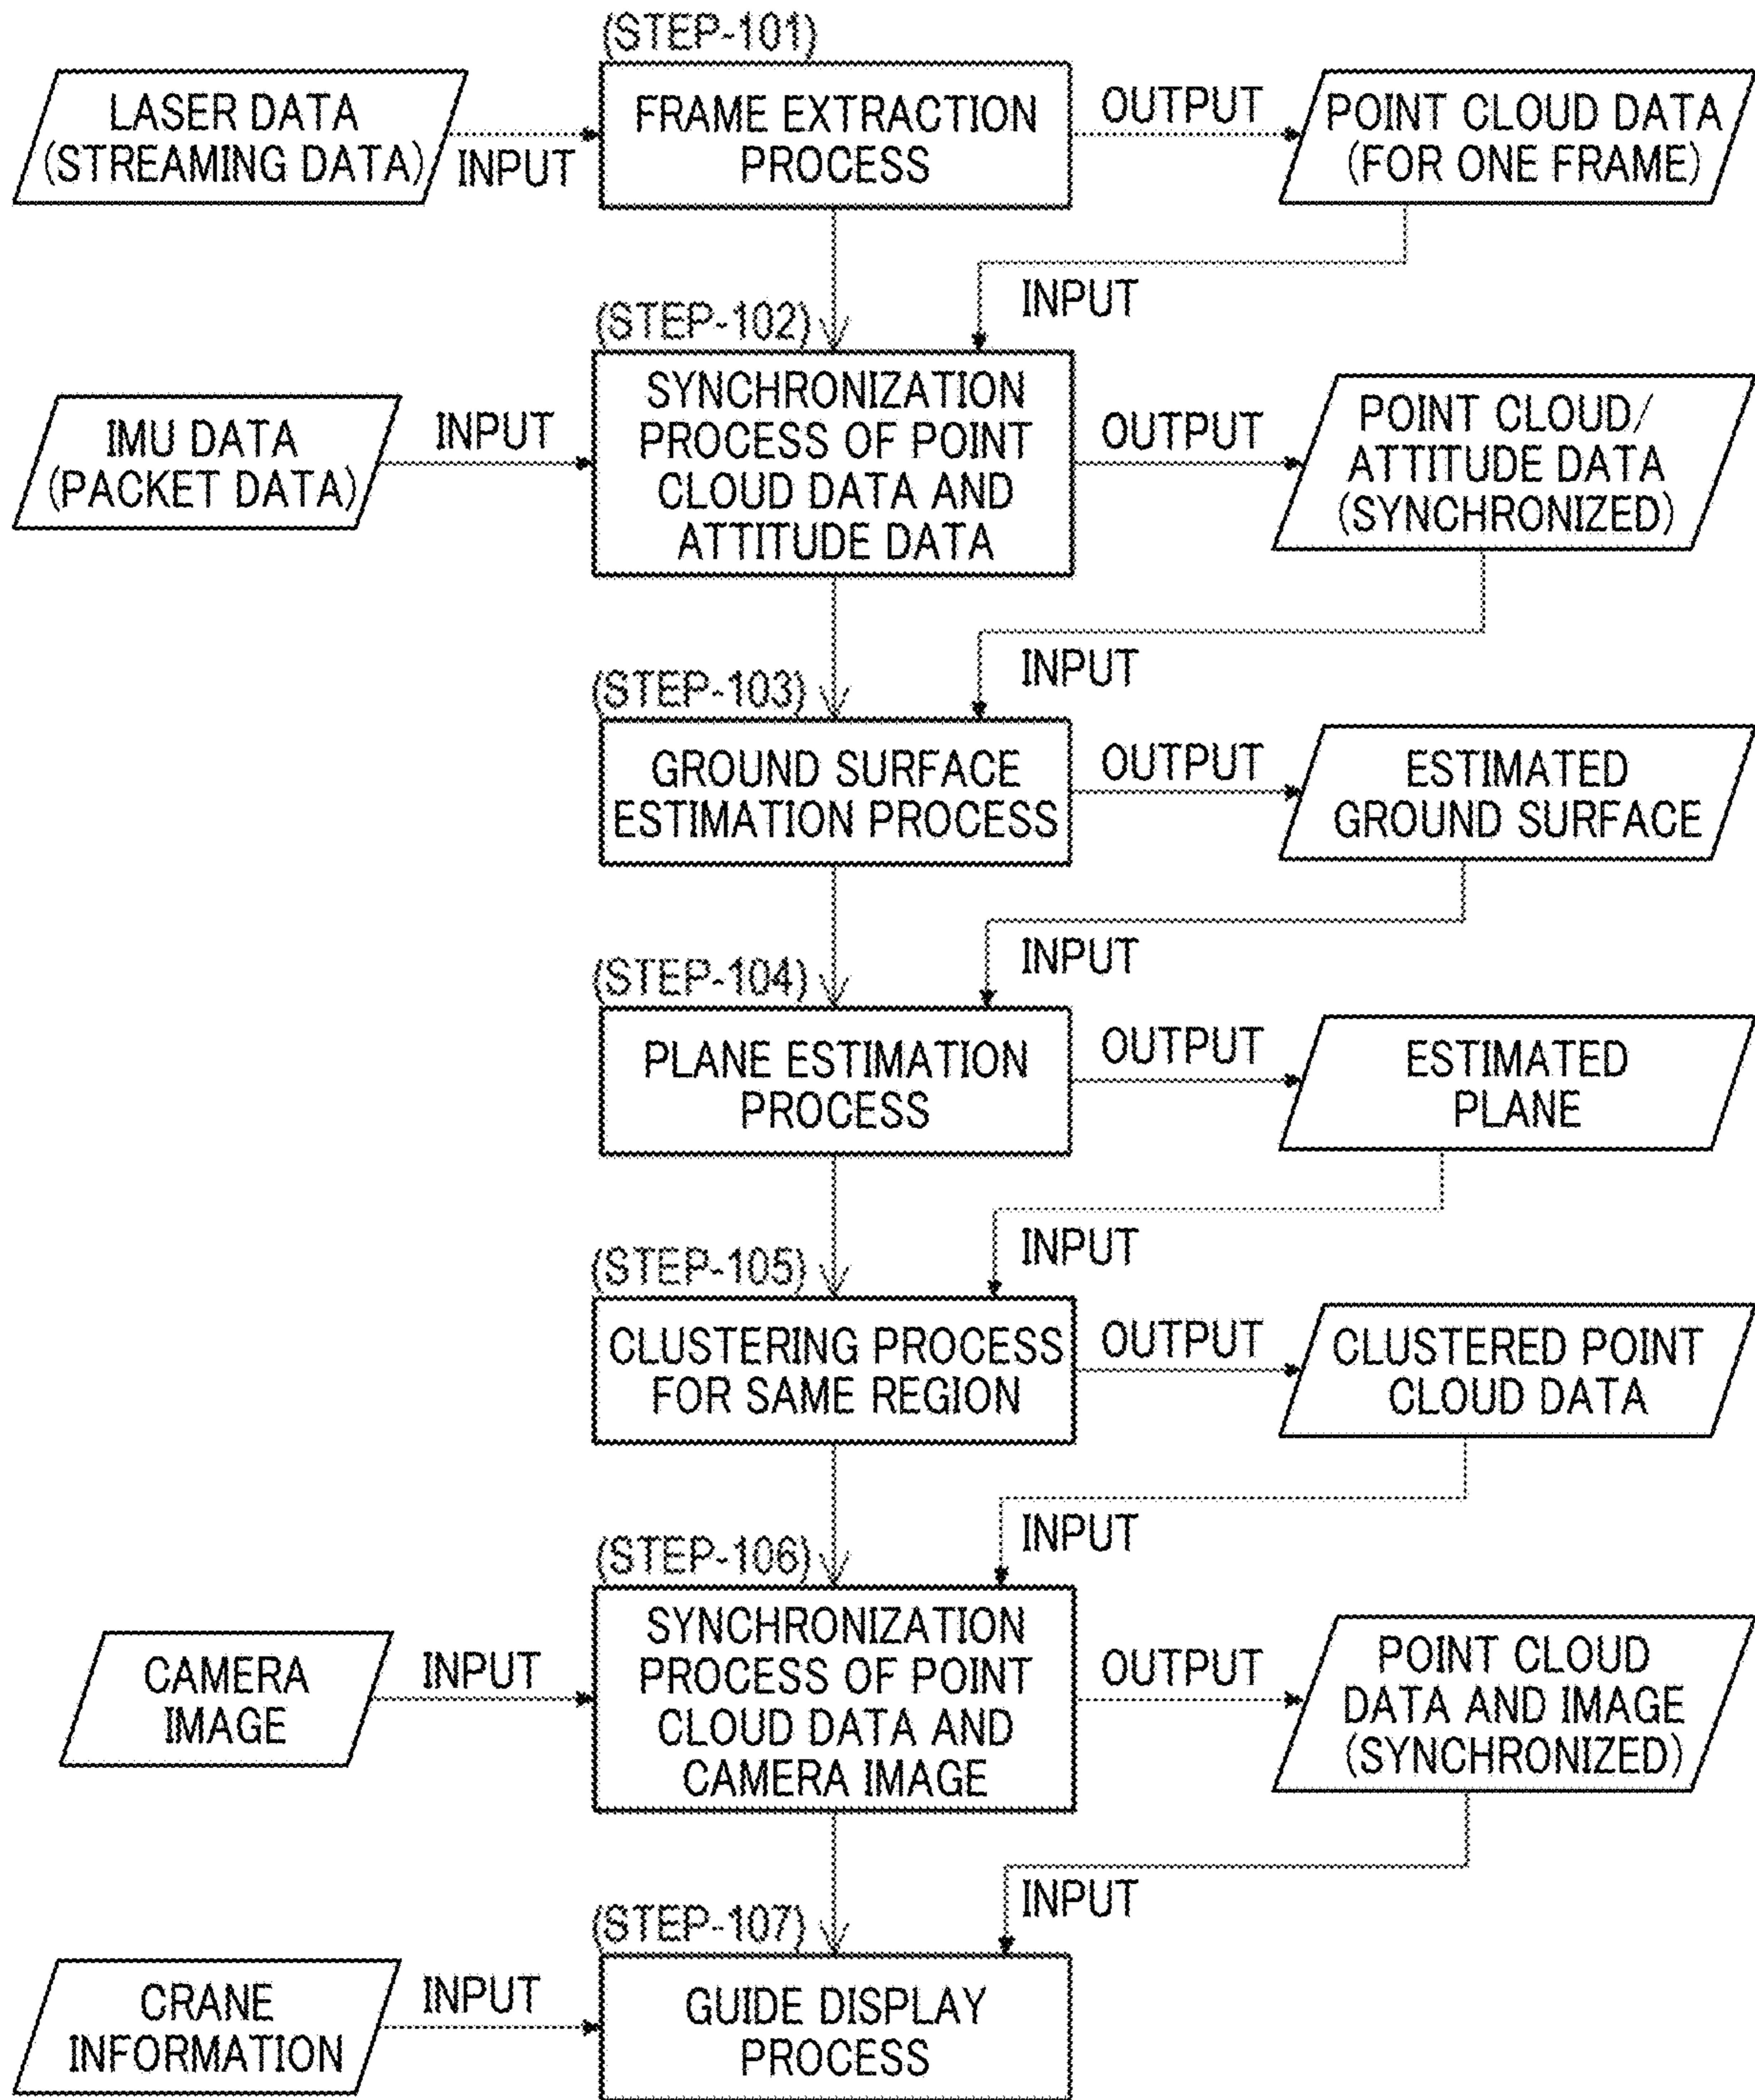 (STEP-101)
LASER DATA
(STREAMING DATA)
INPUT
FRAME EXTRACTION
PROCESS
OUTPUT
POINT CLOUD DATA
(FOR ONE FRAME)
INPUT
(STEP-102)
IMU DATA
(PACKET DATA)
INPUT
SYNCHRONIZATION
PROCESS OF POINT
CLOUD DATA AND
ATTITUDE DATA
OUTPUT
POINT CLOUD/
ATTITUDE DATA
(SYNCHRONIZED)
INPUT
(STEP-103)
GROUND SURFACE
ESTIMATION PROCESS
OUTPUT
ESTIMATED
GROUND SURFACE
INPUT
(STEP-104)
PLANE ESTIMATION
PROCESS
OUTPUT
ESTIMATED
PLANE
INPUT
(STEP-105)
CLUSTERING PROCESS
FOR SAME REGION
OUTPUT
CLUSTERED POINT
CLOUD DATA
INPUT
(STEP-106)
CAMERA
IMAGE
INPUT
SYNCHRONIZATION
PROCESS OF POINT
CLOUD DATA AND
CAMERA IMAGE
OUTPUT
POINT CLOUD
DATA AND IMAGE
(SYNCHRONIZED)
INPUT
(STEP-107)
CRANE
INFORMATION
INPUT
GUIDE DISPLAY
PROCESS